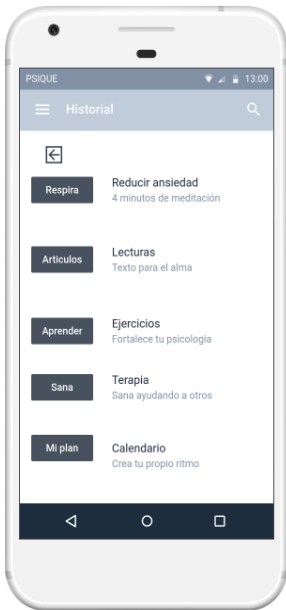 PSIQUE 13:00
Historial
Respira
Reducir ansiedad
4 minutos de meditación
Articulos
Lecturas
Texto para el alma
Aprender
Ejercicios
Fortalece tu psicologia
Sana
Terapia
Sana ayudando a otros
Mi plan
Calendario
Crea tu propio ritmo